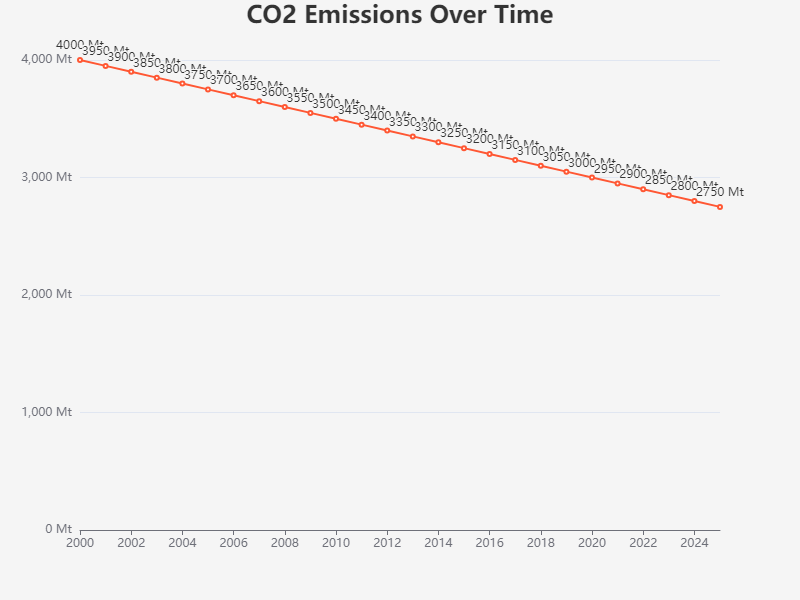 CO2 Emissions Over Time
4000 Mt
3950 Mt
3900 Mt
3850 Mt
3800 Mt
3750 Mt
3700 Mt
3650 Mt
3600 Mt
3550 Mt
3500 Mt
3450 Mt
3400 Mt
3350 Mt
3300 Mt
3250 Mt
3200 Mt
3150 Mt
3100 Mt
3050 Mt
3000 Mt
2950 Mt
2900 Mt
2850 Mt
2800 Mt
2750 Mt
4,000 Mt
3,000 Mt
2,000 Mt
1,000 Mt
0 Mt
2000 2002 2004 2006 2008 2010 2012 2014 2016 2018 2020 2022 2024